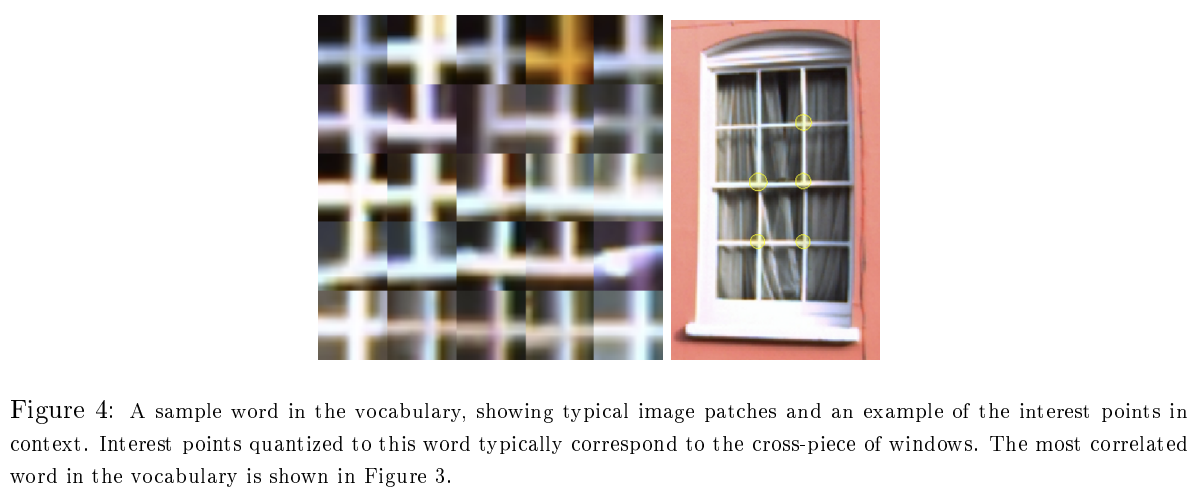 Figure 4: A sample word in the vocabulary, showing typical image patches and an example of the interest points in
context. Interest points quantized to this word typically correspond to the cross-piece of windows. The most correlated
word in the vocabulary is shown in Figure 3.